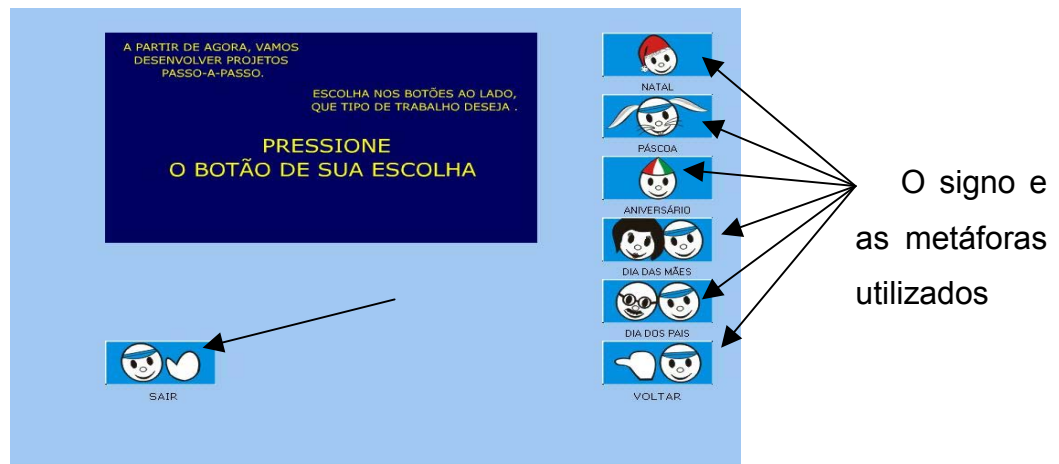 A PARTIR DE AGORA, VAMOS
DESENVOLVER PROJETOS
PASSO-A-PASSO.
ESCOLHA NOS BOTÕES AO LADO,
QUE TIPO DE TRABALHO DESEJA .
PRESSIONE
O BOTÃO DE SUA ESCOLHA
NATAL
PÁSCOA
ANIVERSÁRIO
DIA DAS MÃES
DIA DOS PAIS
VOLTAR
SAIR
O signo e
as metáforas
utilizados